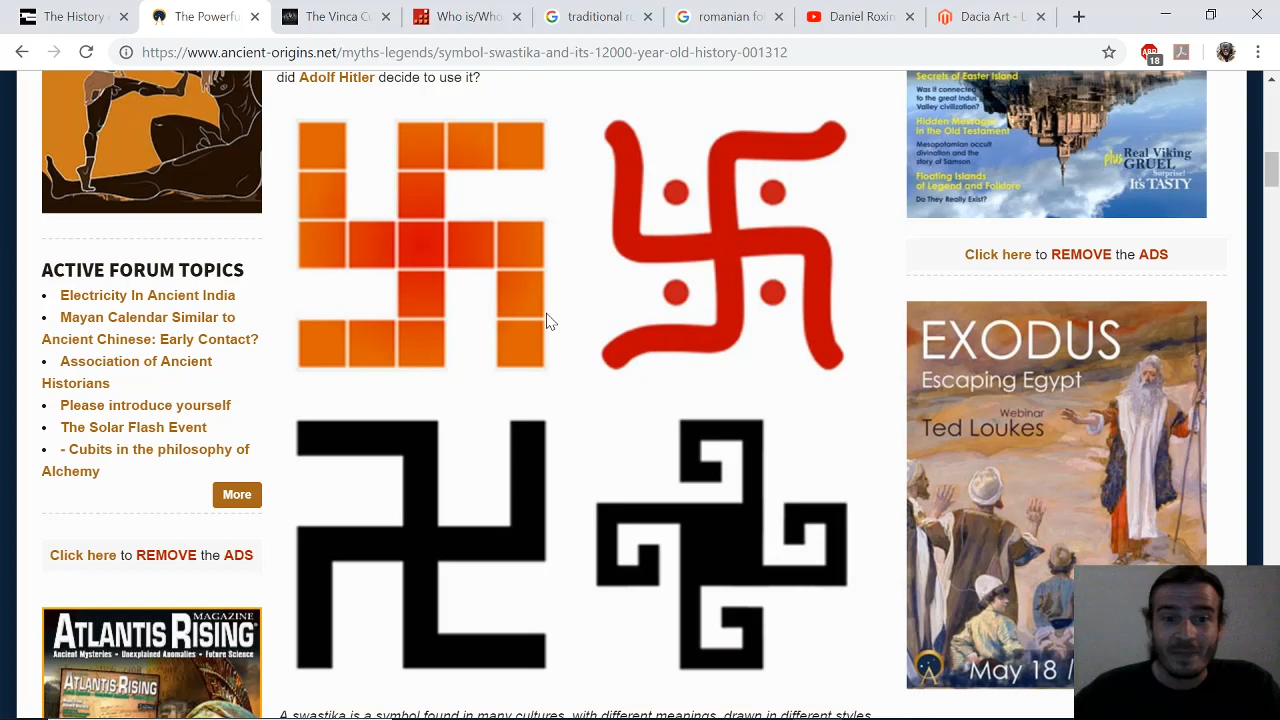 The Powerfu
The Vinca Cu
Who is/Who
traditional ro
romanian fol
Daniel Roxin
Dacia Art - L
https://www.ancient-origins.net/myths-legends/symbol-swastika-and-its-12000-year-old-history-001312
18
did Adolf Hitler decide to use it?
ACTIVE FORUM TOPICS
• Electricity In Ancient India
• Mayan Calendar Similar to
Ancient Chinese: Early Contact?
• Association of Ancient
Historians
• Please introduce yourself
• The Solar Flash Event
• - Cubits in the philosophy of
Alchemy
More
Click here to REMOVE the ADS
MAGAZINE
ATLANTIS RISING
Ancient Mysteries • Unexplained Anomalies • Future Science
ATLANTIS RISING
A swastika is a symbol found in many cultures, with different meanings, drawn in different styles
Secrets of Easter Island
Was it connected
to the great Indus
Valley civilization?
Hidden Messages
in the Old Testament
Mesopotamian occult
divination and the
story of Samson
Floating Islands
of Legend and Folklore
Do They Really Exist?
plus Real Viking
GRUEL
Surprise!
It's TASTY
Click here to REMOVE the ADS
EXODUS
Escaping Egypt
Webinar
Ted Loukes
May 18 /